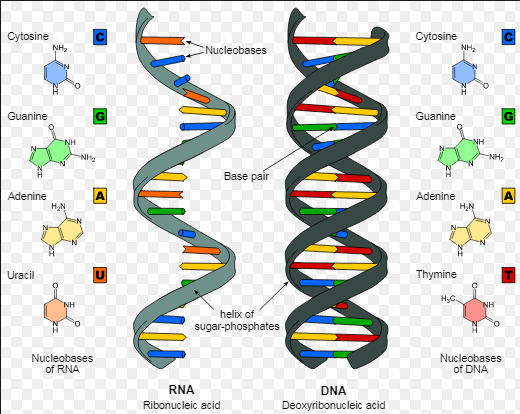 Cytosine
C
NH₂
N
N
H
O
Guanine
G
O
N
NH
N
H
N
NH₂
Adenine
A
H₂N
N
N
N
H
N
Uracil
U
O
NH
N
H
O
Nucleobases
of RNA
Nucleobases
Base pair
helix of
sugar-phosphates
RNA
Ribonucleic acid
DNA
Deoxyribonucleic acid
Cytosine
C
NH₂
N
N
H
O
Guanine
G
O
N
NH
N
H
N
NH₂
Adenine
A
H₂N
N
N
N
H
N
Thymine
T
O
H₃C
NH
N
H
O
Nucleobases
of DNA